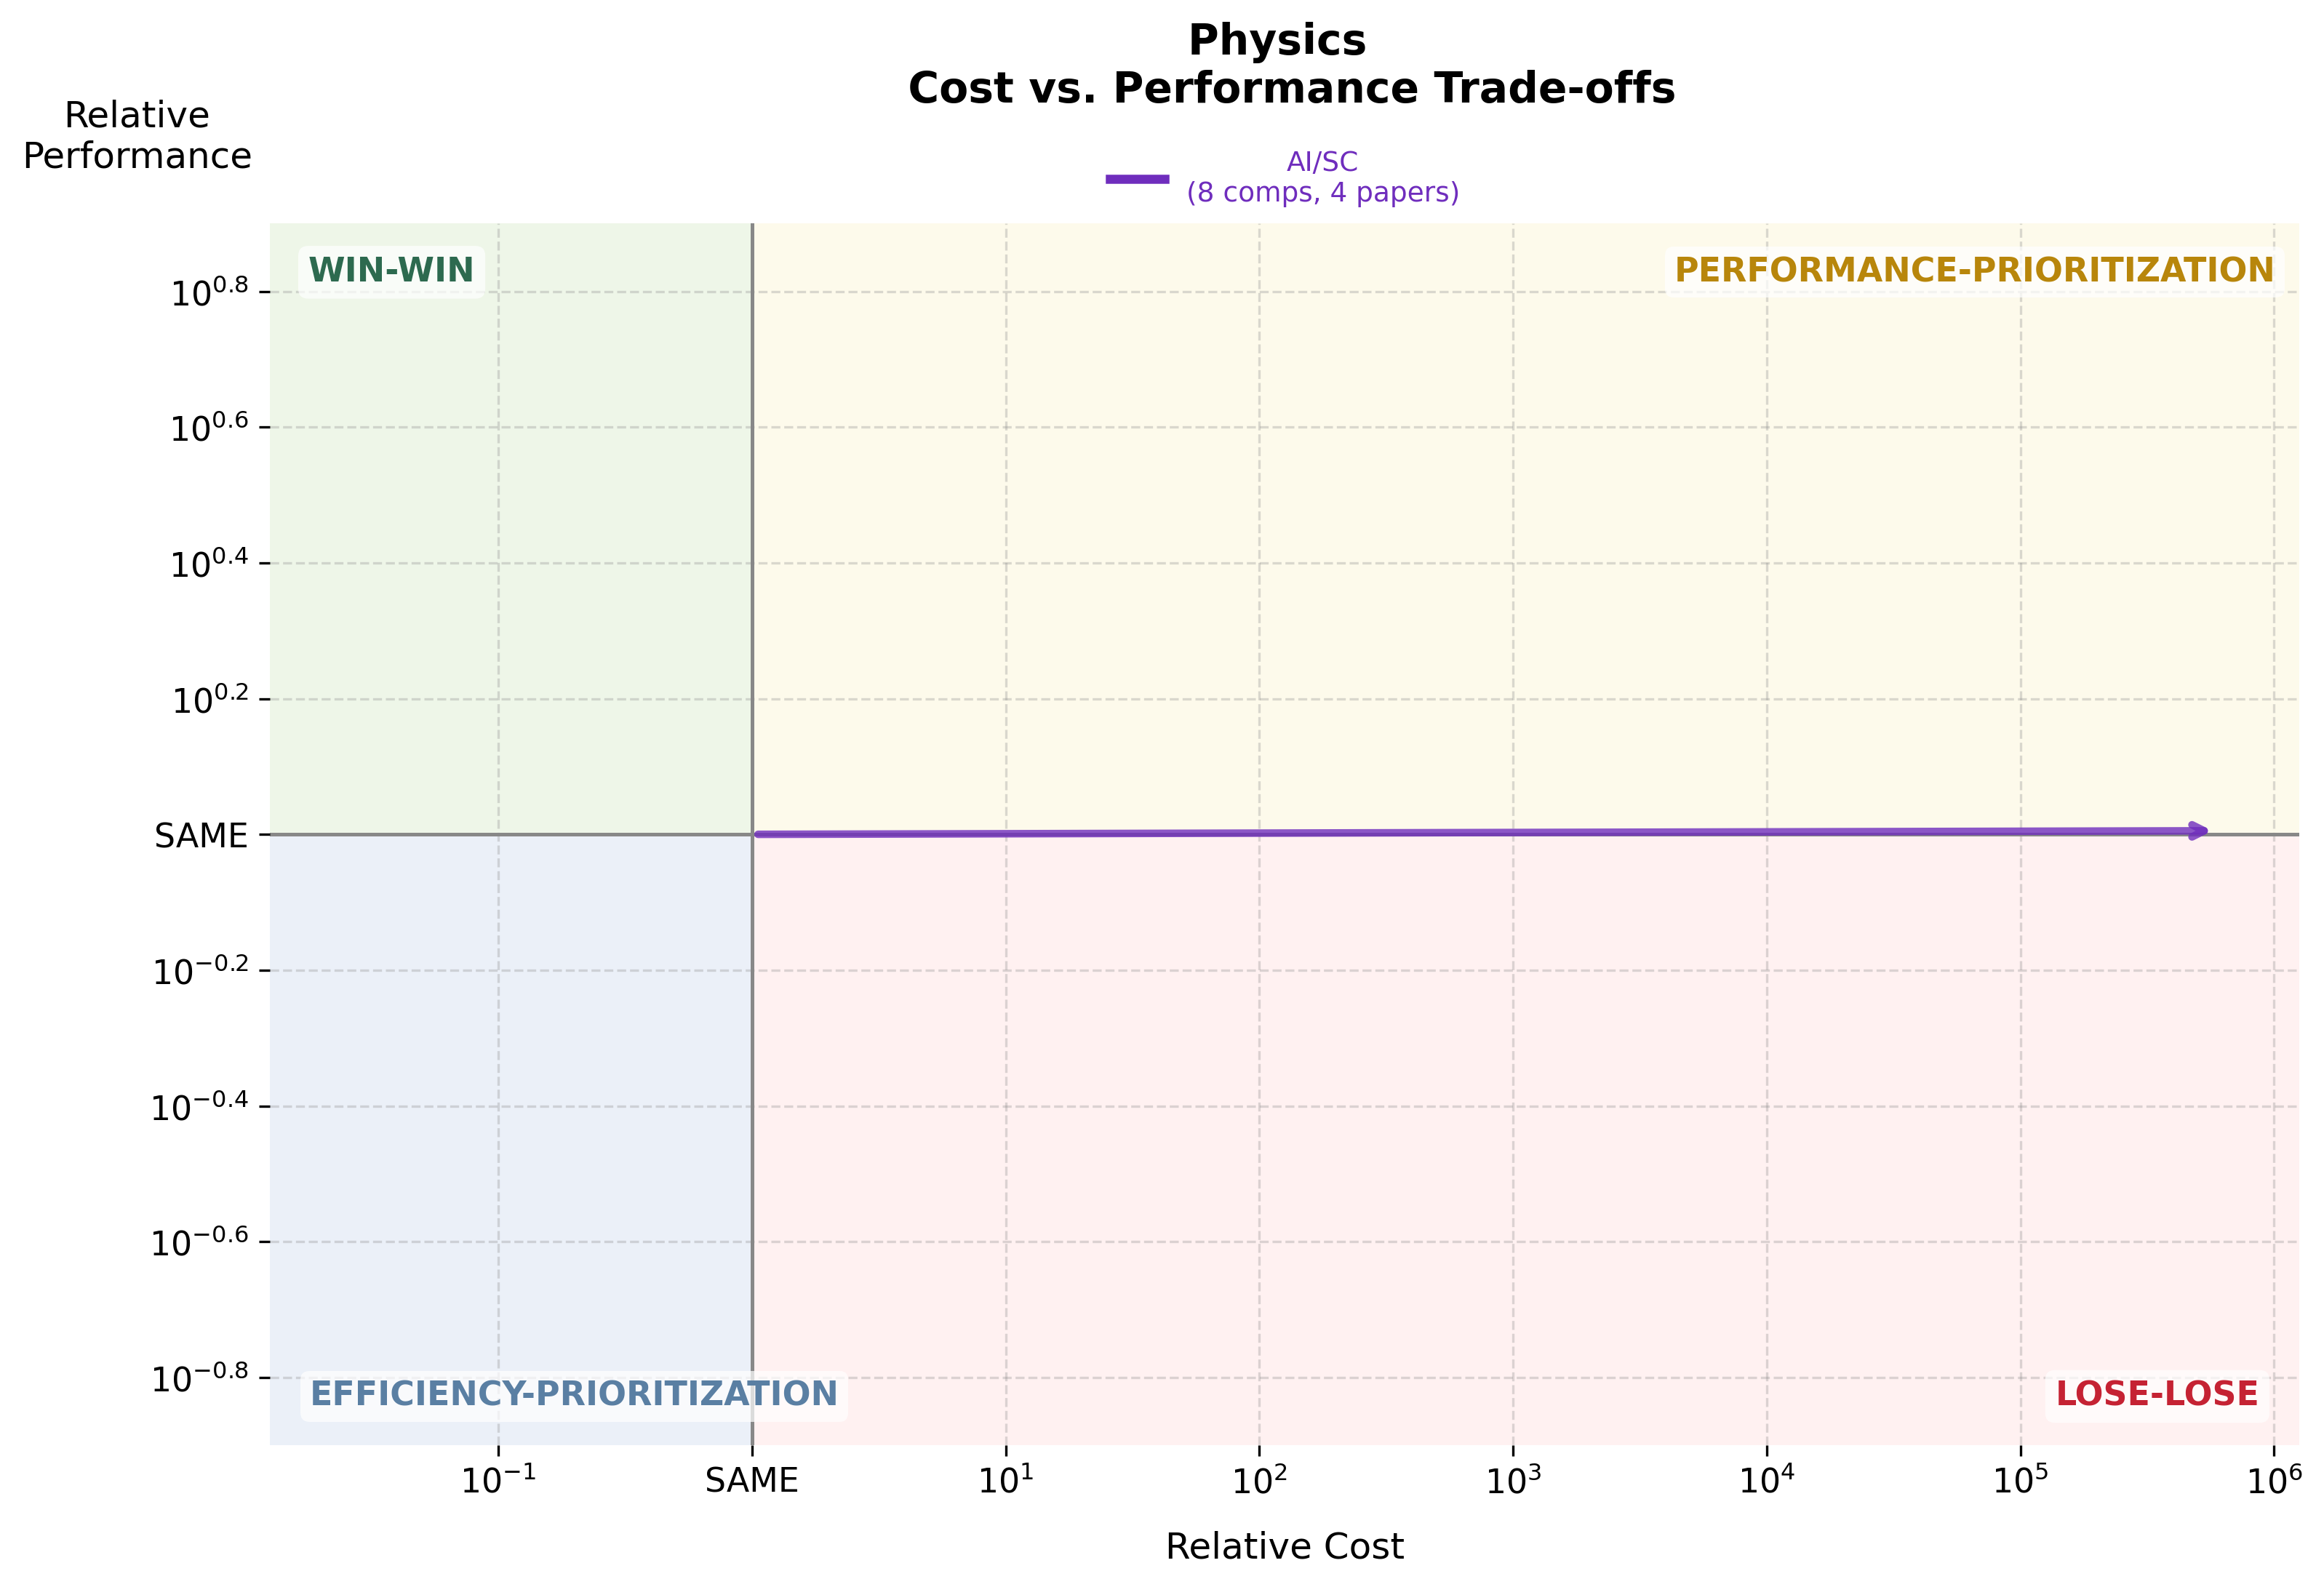 Physics
Cost vs. Performance Trade-offs
Relative
Performance
AI/SC
(8 comps, 4 papers)
WIN-WIN
PERFORMANCE-PRIORITIZATION
10^0.8
10^0.6
10^0.4
10^0.2
SAME
10^−0.2
10^−0.4
10^−0.6
10^−0.8
EFFICIENCY-PRIORITIZATION
LOSE-LOSE
10^−1 SAME 10^1 10^2 10^3 10^4 10^5 10^6
Relative Cost